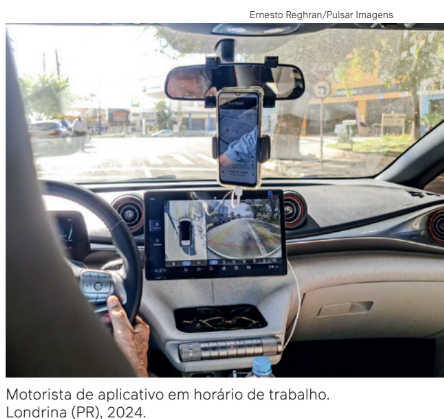 Ernesto Reghran/Pulsar Imagens
Motorista de aplicativo em horário de trabalho.
Londrina (PR), 2024.